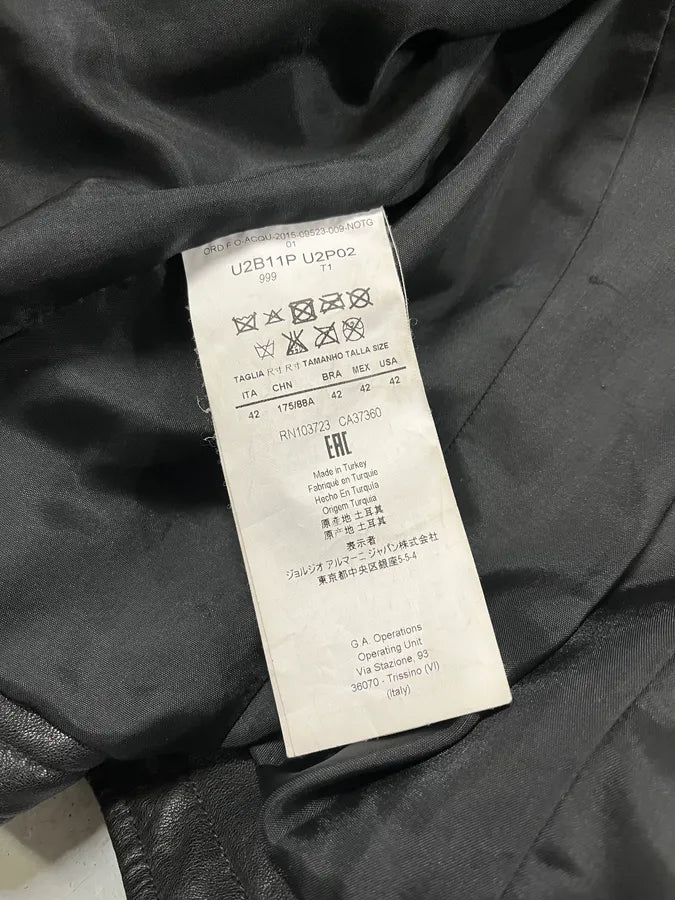 ORD F O-ACQU-2015-09523-009-NOTG
01
U2B11P U2P02
999 T1
TAGLIA 尺寸 尺寸 TAMANHO TALLA SIZE
ITA CHN BRA MEX USA
42 175/88A 42 42 42
RN103723 CA37360
EAC
Made in Turkey
Fabriqué en Turquie
Hecho En Turquía
Origem Turquia
原産地 土耳其
原产地 土耳其
表示者
ジョルジオ アルマーニ ジャパン株式会社
東京都中央区銀座5-5-4
G.A. Operations
Operating Unit
Via Stazione, 93
36070 - Trissino (VI)
(Italy)